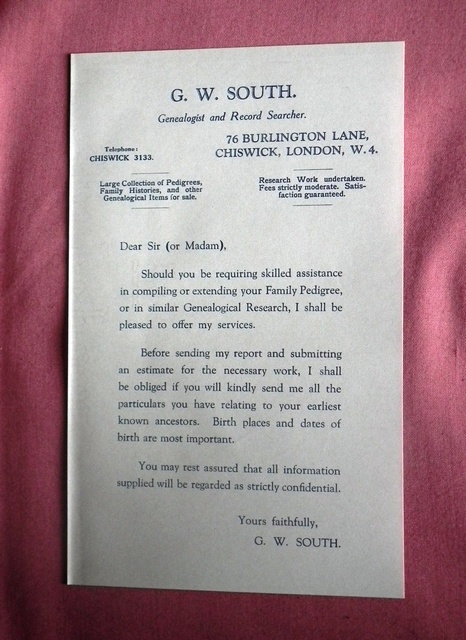 G. W. SOUTH.
Genealogist and Record Searcher.
76 BURLINGTON LANE,
CHISWICK, LONDON, W. 4.
Telephone:
CHISWICK 3133.
Large Collection of Pedigrees,
Family Histories, and other
Genealogical Items for sale.
Research Work undertaken.
Fees strictly moderate. Satis-
faction guaranteed.
Dear Sir (or Madam),
Should you be requiring skilled assistance
in compiling or extending your Family Pedigree,
or in similar Genealogical Research, I shall be
pleased to offer my services.
Before sending my report and submitting
an estimate for the necessary work, I shall
be obliged if you will kindly send me all the
particulars you have relating to your earliest
known ancestors. Birth places and dates of
birth are most important.
You may rest assured that all information
supplied will be regarded as strictly confidential.
Yours faithfully,
G. W. SOUTH.